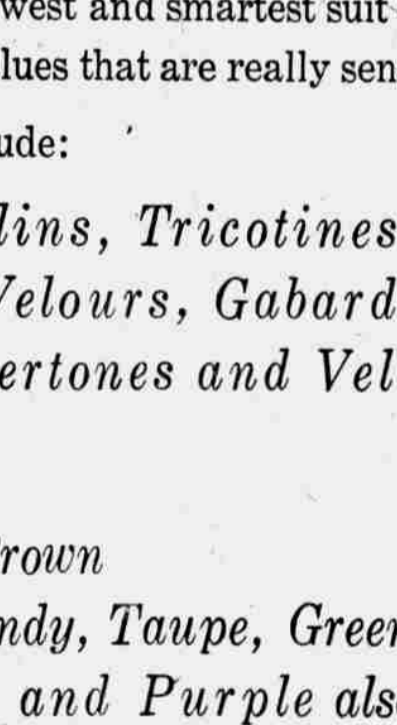 west and smartest suit
lues that are really sen
ude:
lins, Tricotines
Velours, Gabard
ertones and Vel
rown
ndy, Taupe, Green
and Purple als